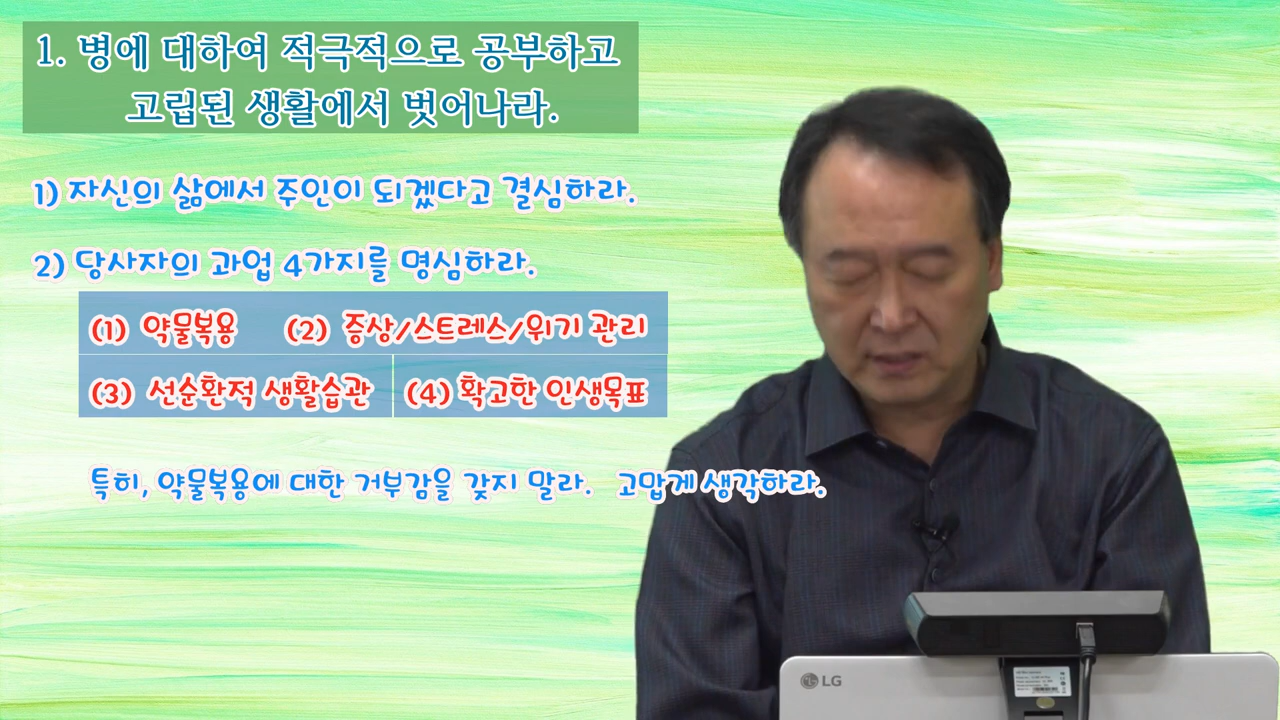 1. 병에 대하여 적극적으로 공부하고
고립된 생활에서 벗어나라.
1) 자신의 삶에서 주인이 되겠다고 결심하라.
2) 당사자의 과업 4가지를 명심하라.
(1) 약물복용 (2) 증상/스트레스/위기 관리
(3) 선순환적 생활습관 (4) 확고한 인생목표
특히, 약물복용에 대한 거부감을 갖지 말라. 고맙게 생각하라.
LG